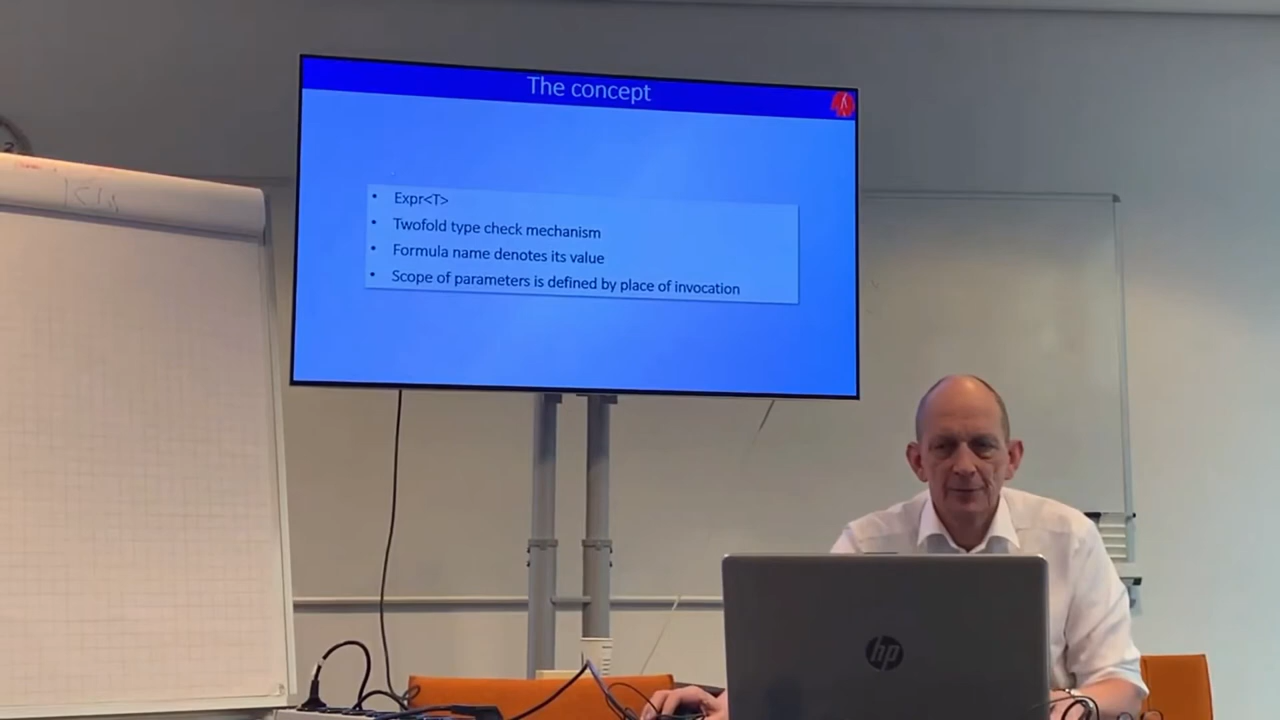 The concept
• Expr<T>
• Twofold type check mechanism
• Formula name denotes its value
• Scope of parameters is defined by place of invocation
hp